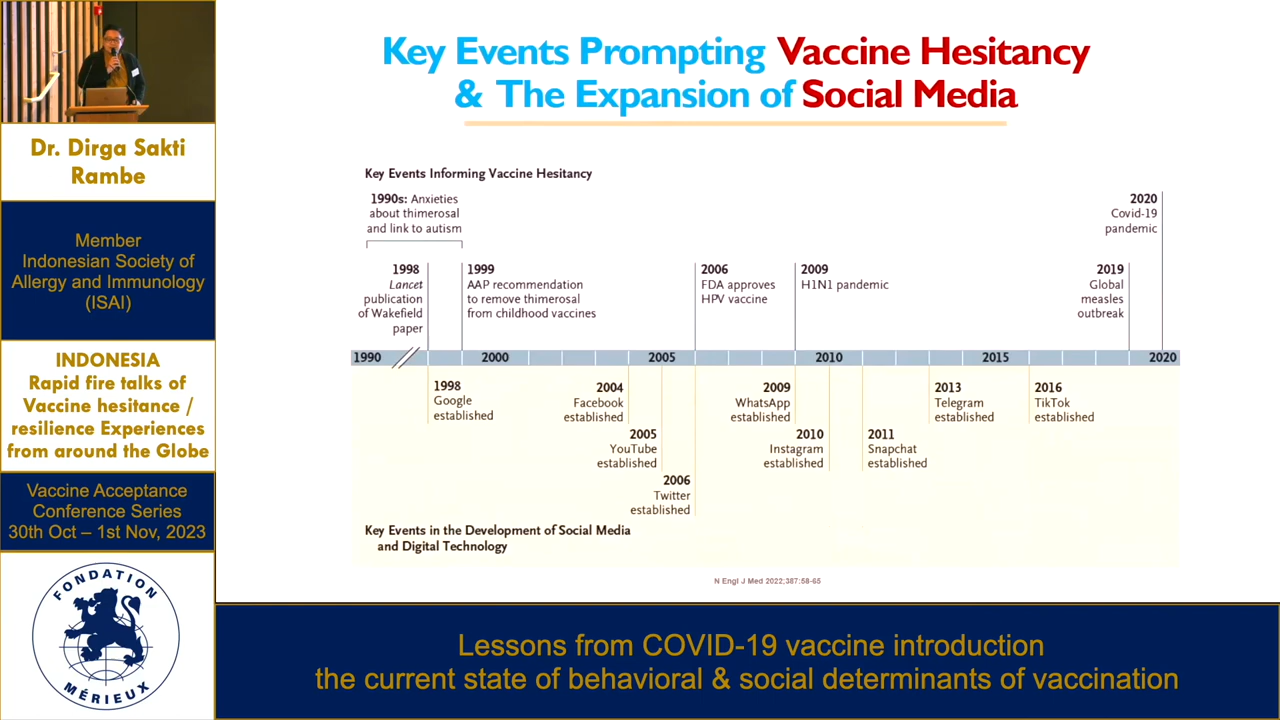 Key Events Prompting Vaccine Hesitancy
& The Expansion of Social Media
Dr. Dirga Sakti
Rambe
Member
Indonesian Society of
Allergy and Immunology
(ISAI)
INDONESIA
Rapid fire talks of
Vaccine hesitance /
resilience Experiences
from around the Globe
Vaccine Acceptance
Conference Series
30th Oct – 1st Nov, 2023
FONDATION
MÉRIEUX
Key Events Informing Vaccine Hesitancy
1990s: Anxieties
about thimerosal
and link to autism
1998
Lancet
publication
of Wakefield
paper
1999
AAP recommendation
to remove thimerosal
from childhood vaccines
2006
FDA approves
HPV vaccine
2009
H1N1 pandemic
2019
Global
measles
outbreak
2020
Covid-19
pandemic
1990 2000 2005 2010 2015 2020
1998
Google
established
2004
Facebook
established
2005
YouTube
established
2006
Twitter
established
2009
WhatsApp
established
2010
Instagram
established
2011
Snapchat
established
2013
Telegram
established
2016
TikTok
established
Key Events in the Development of Social Media
and Digital Technology
N Engl J Med 2022;387:58-65
Lessons from COVID-19 vaccine introduction
the current state of behavioral & social determinants of vaccination